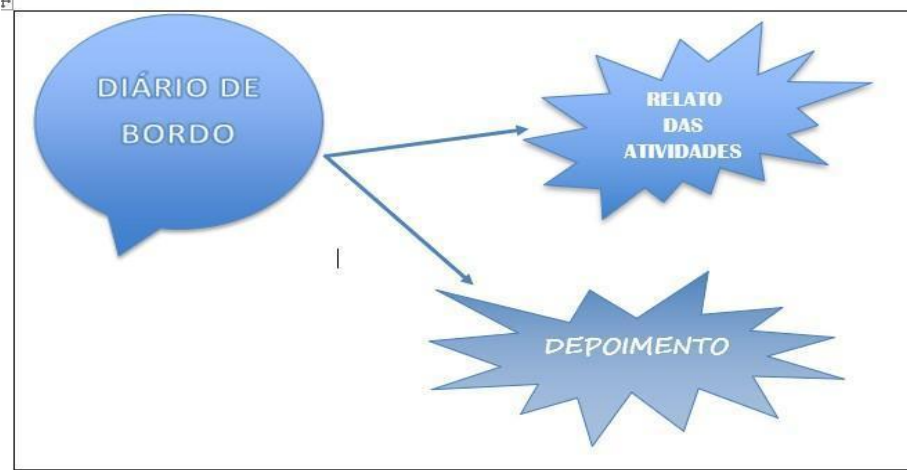 DIÁRIO DE
BORDO
RELATO
DAS
ATIVIDADES
DEPOIMENTO